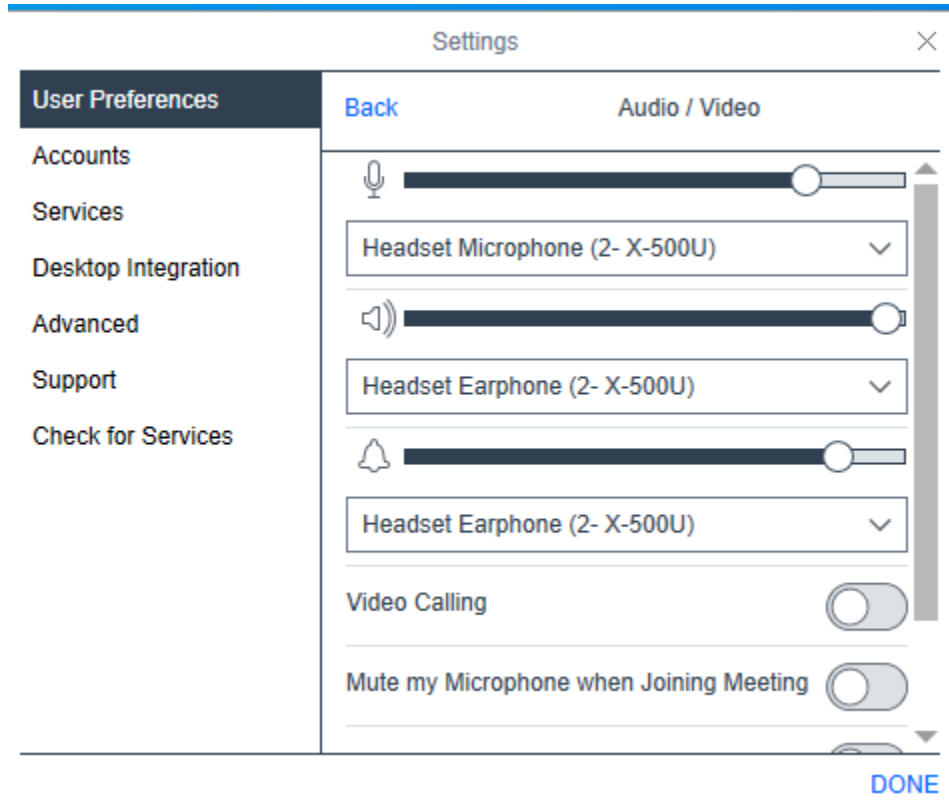 Settings
User Preferences
Back
Audio / Video
Accounts
Services
Desktop Integration
Advanced
Support
Check for Services
Headset Microphone (2- X-500U)
Headset Earphone (2- X-500U)
Headset Earphone (2- X-500U)
Video Calling
Mute my Microphone when Joining Meeting
DONE